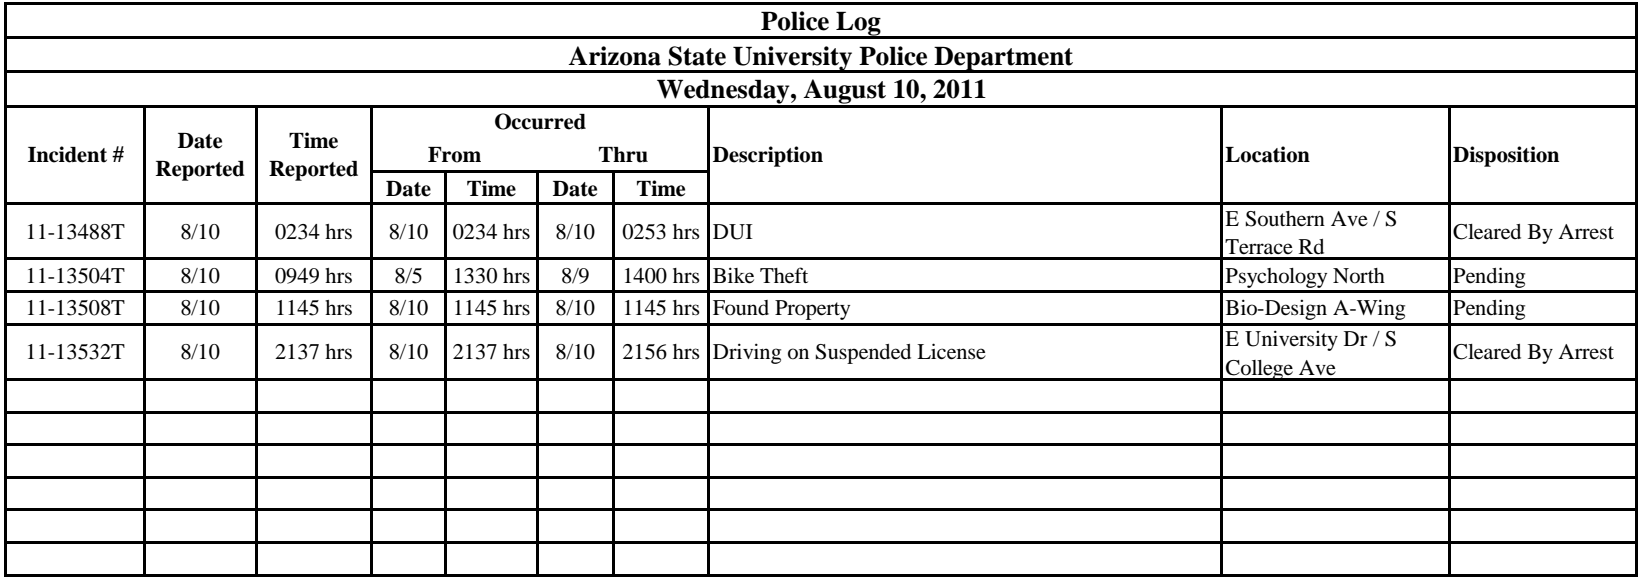 Police Log
Arizona State University Police Department
Wednesday, August 10, 2011
Incident # Date Reported Time Reported Occurred Description Location Disposition
From Thru
Date Time Date Time
11-13488T 8/10 0234 hrs 8/10 0234 hrs 8/10 0253 hrs DUI E Southern Ave / S Terrace Rd Cleared By Arrest
11-13504T 8/10 0949 hrs 8/5 1330 hrs 8/9 1400 hrs Bike Theft Psychology North Pending
11-13508T 8/10 1145 hrs 8/10 1145 hrs 8/10 1145 hrs Found Property Bio-Design A-Wing Pending
11-13532T 8/10 2137 hrs 8/10 2137 hrs 8/10 2156 hrs Driving on Suspended License E University Dr / S College Ave Cleared By Arrest